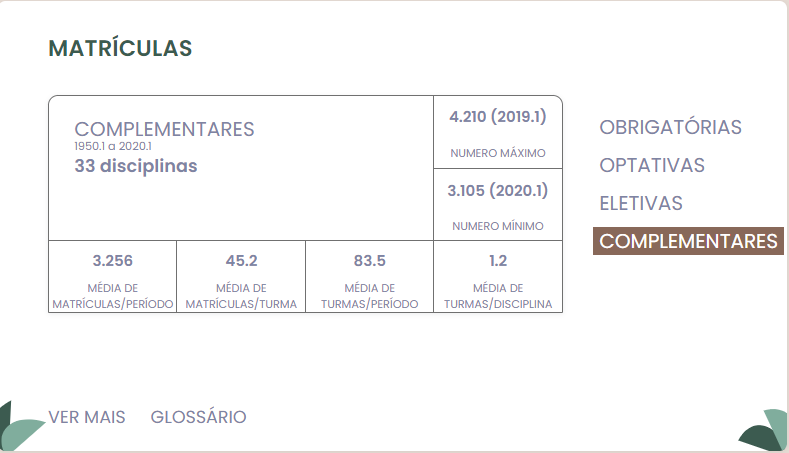 MATRÍCULAS
COMPLEMENTARES
1950.1 a 2020.1
33 disciplinas
4.210 (2019.1)
NUMERO MÁXIMO
3.105 (2020.1)
NUMERO MÍNIMO
3.256
MÉDIA DE
MATRÍCULAS/PERÍODO
45.2
MÉDIA DE
MATRÍCULAS/TURMA
83.5
MÉDIA DE
TURMAS/PERÍODO
1.2
MÉDIA DE
TURMAS/DISCIPLINA
OBRIGATÓRIAS
OPTATIVAS
ELETIVAS
COMPLEMENTARES
VER MAIS
GLOSSÁRIO